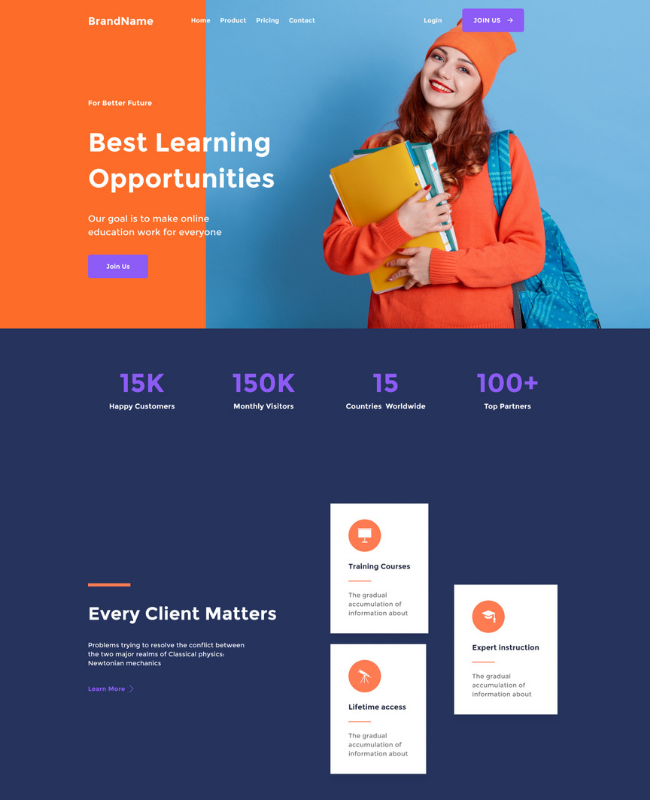 BrandName
Home Product Pricing Contact
Login
JOIN US
For Better Future
Best Learning
Opportunities
Our goal is to make online
education work for everyone
Join Us
15K
Happy Customers
150K
Monthly Visitors
15
Countries Worldwide
100+
Top Partners
Every Client Matters
Problems trying to resolve the conflict between
the two major realms of Classical physics:
Newtonian mechanics
Learn More
Training Courses
The gradual
accumulation of
information about
Lifetime access
The gradual
accumulation of
information about
Expert instruction
The gradual
accumulation of
information about